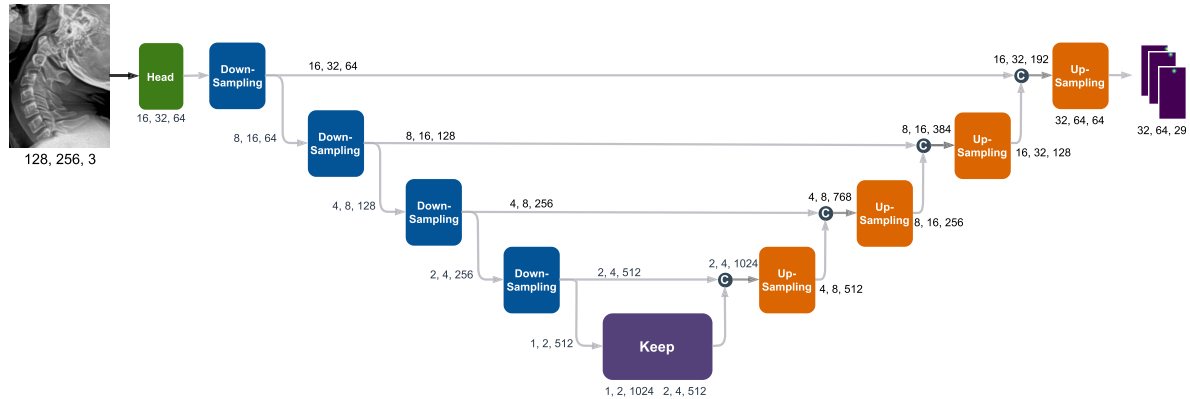 128, 256, 3
Head
16, 32, 64
Down-
Sampling
16, 32, 64
C
16, 32, 192
Up-
Sampling
32, 64, 64
32, 64, 29
8, 16, 64
Down-
Sampling
8, 16, 128
C
8, 16, 384
Up-
Sampling
16, 32, 128
4, 8, 128
Down-
Sampling
4, 8, 256
C
4, 8, 768
Up-
Sampling
8, 16, 256
2, 4, 256
Down-
Sampling
2, 4, 512
C
2, 4, 1024
Up-
Sampling
4, 8, 512
1, 2, 512
Keep
1, 2, 1024
2, 4, 512